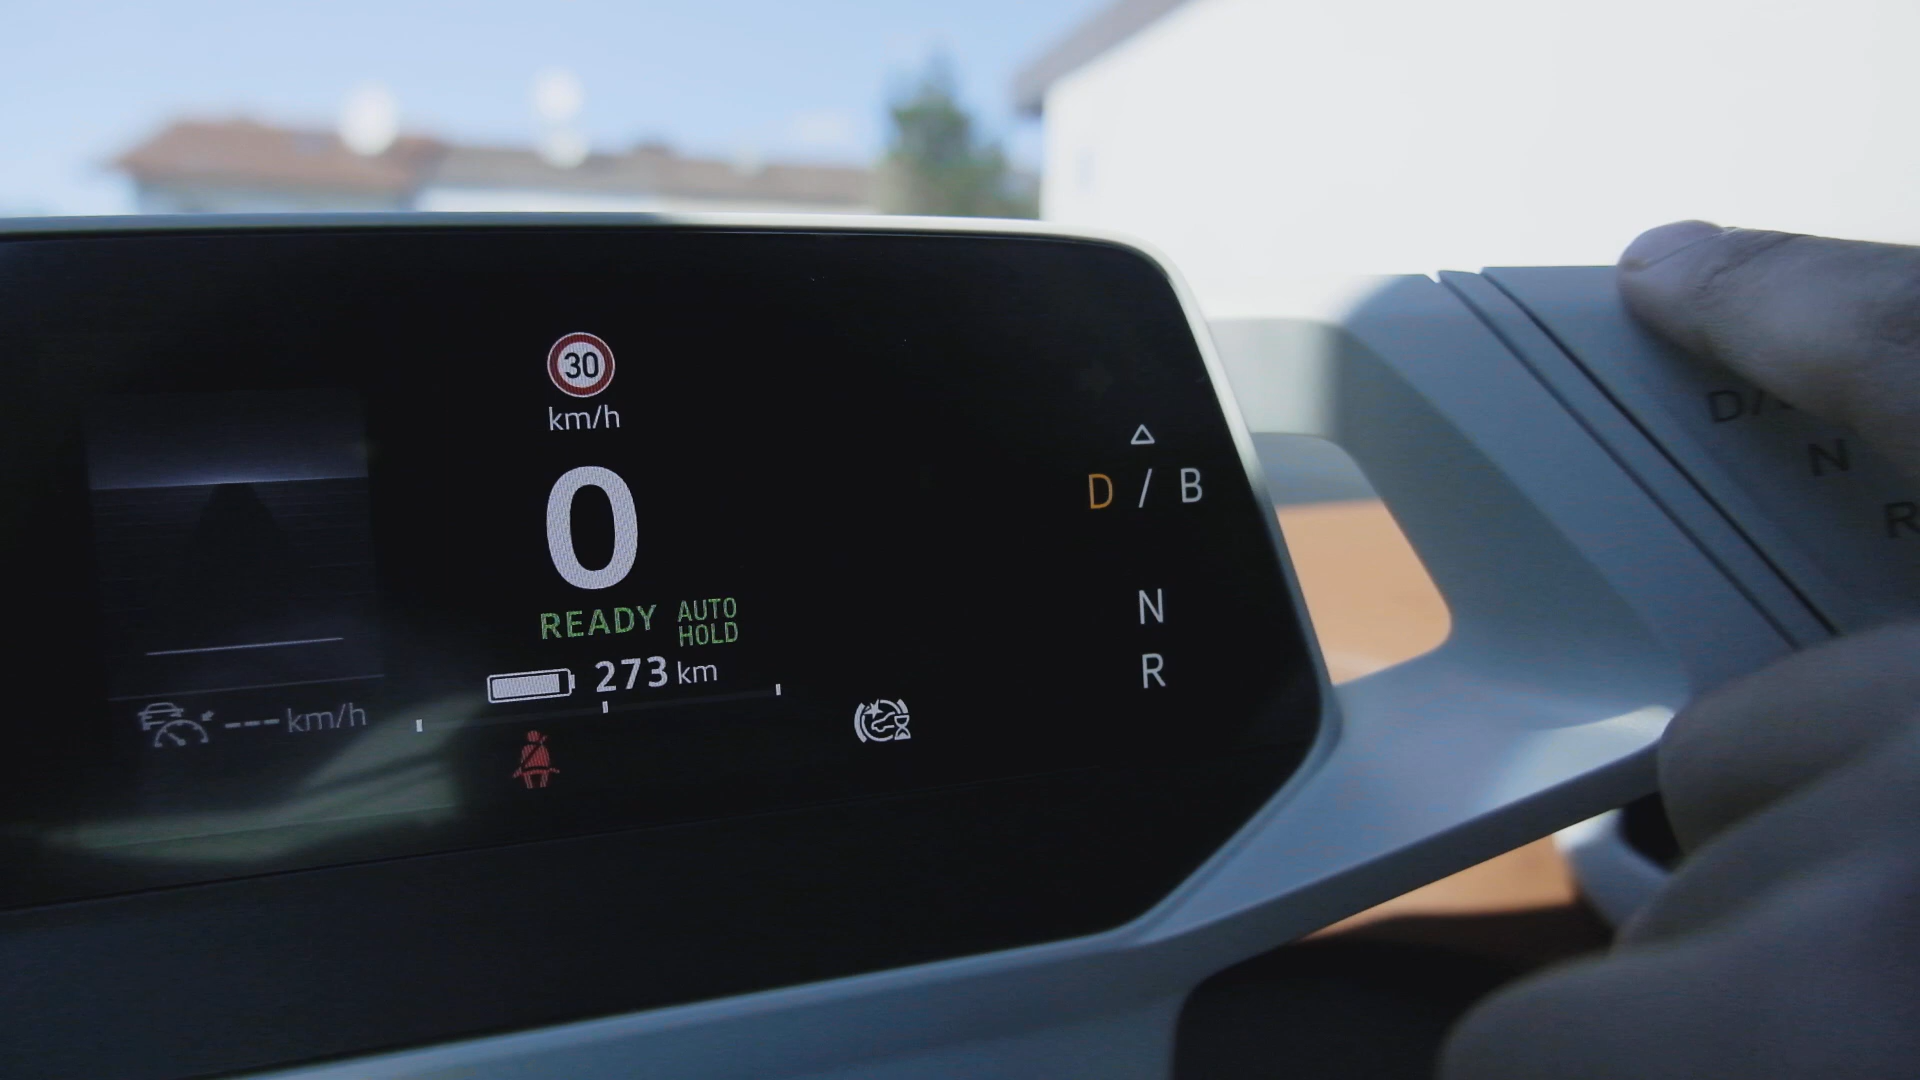 30
km/h
0
READY AUTO HOLD
273 km
--- km/h
D / B
N
R
D/
N
R